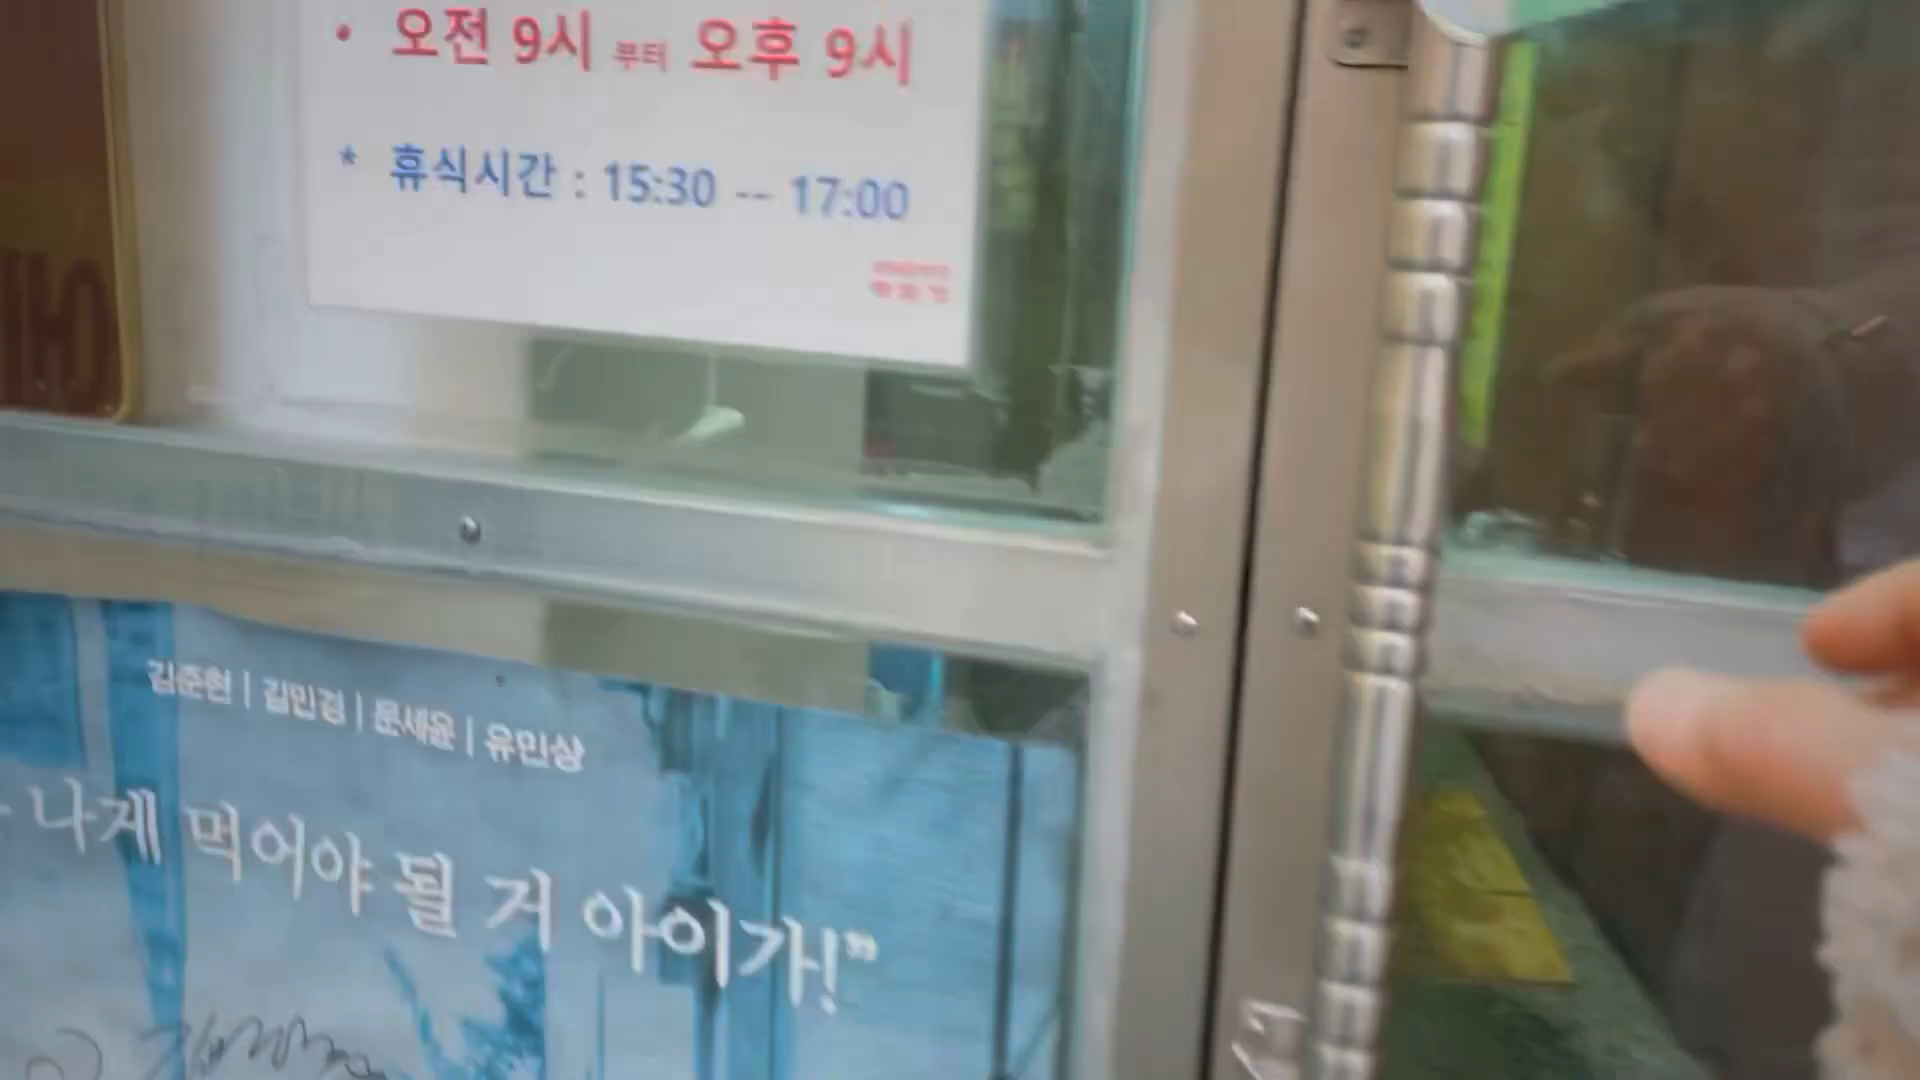 • 오전 9시 부터 오후 9시
* 휴식시간 : 15:30 -- 17:00
김준현 | 김민경 | 문세윤 | 유민상
나게 먹어야 될 거 아이가!"